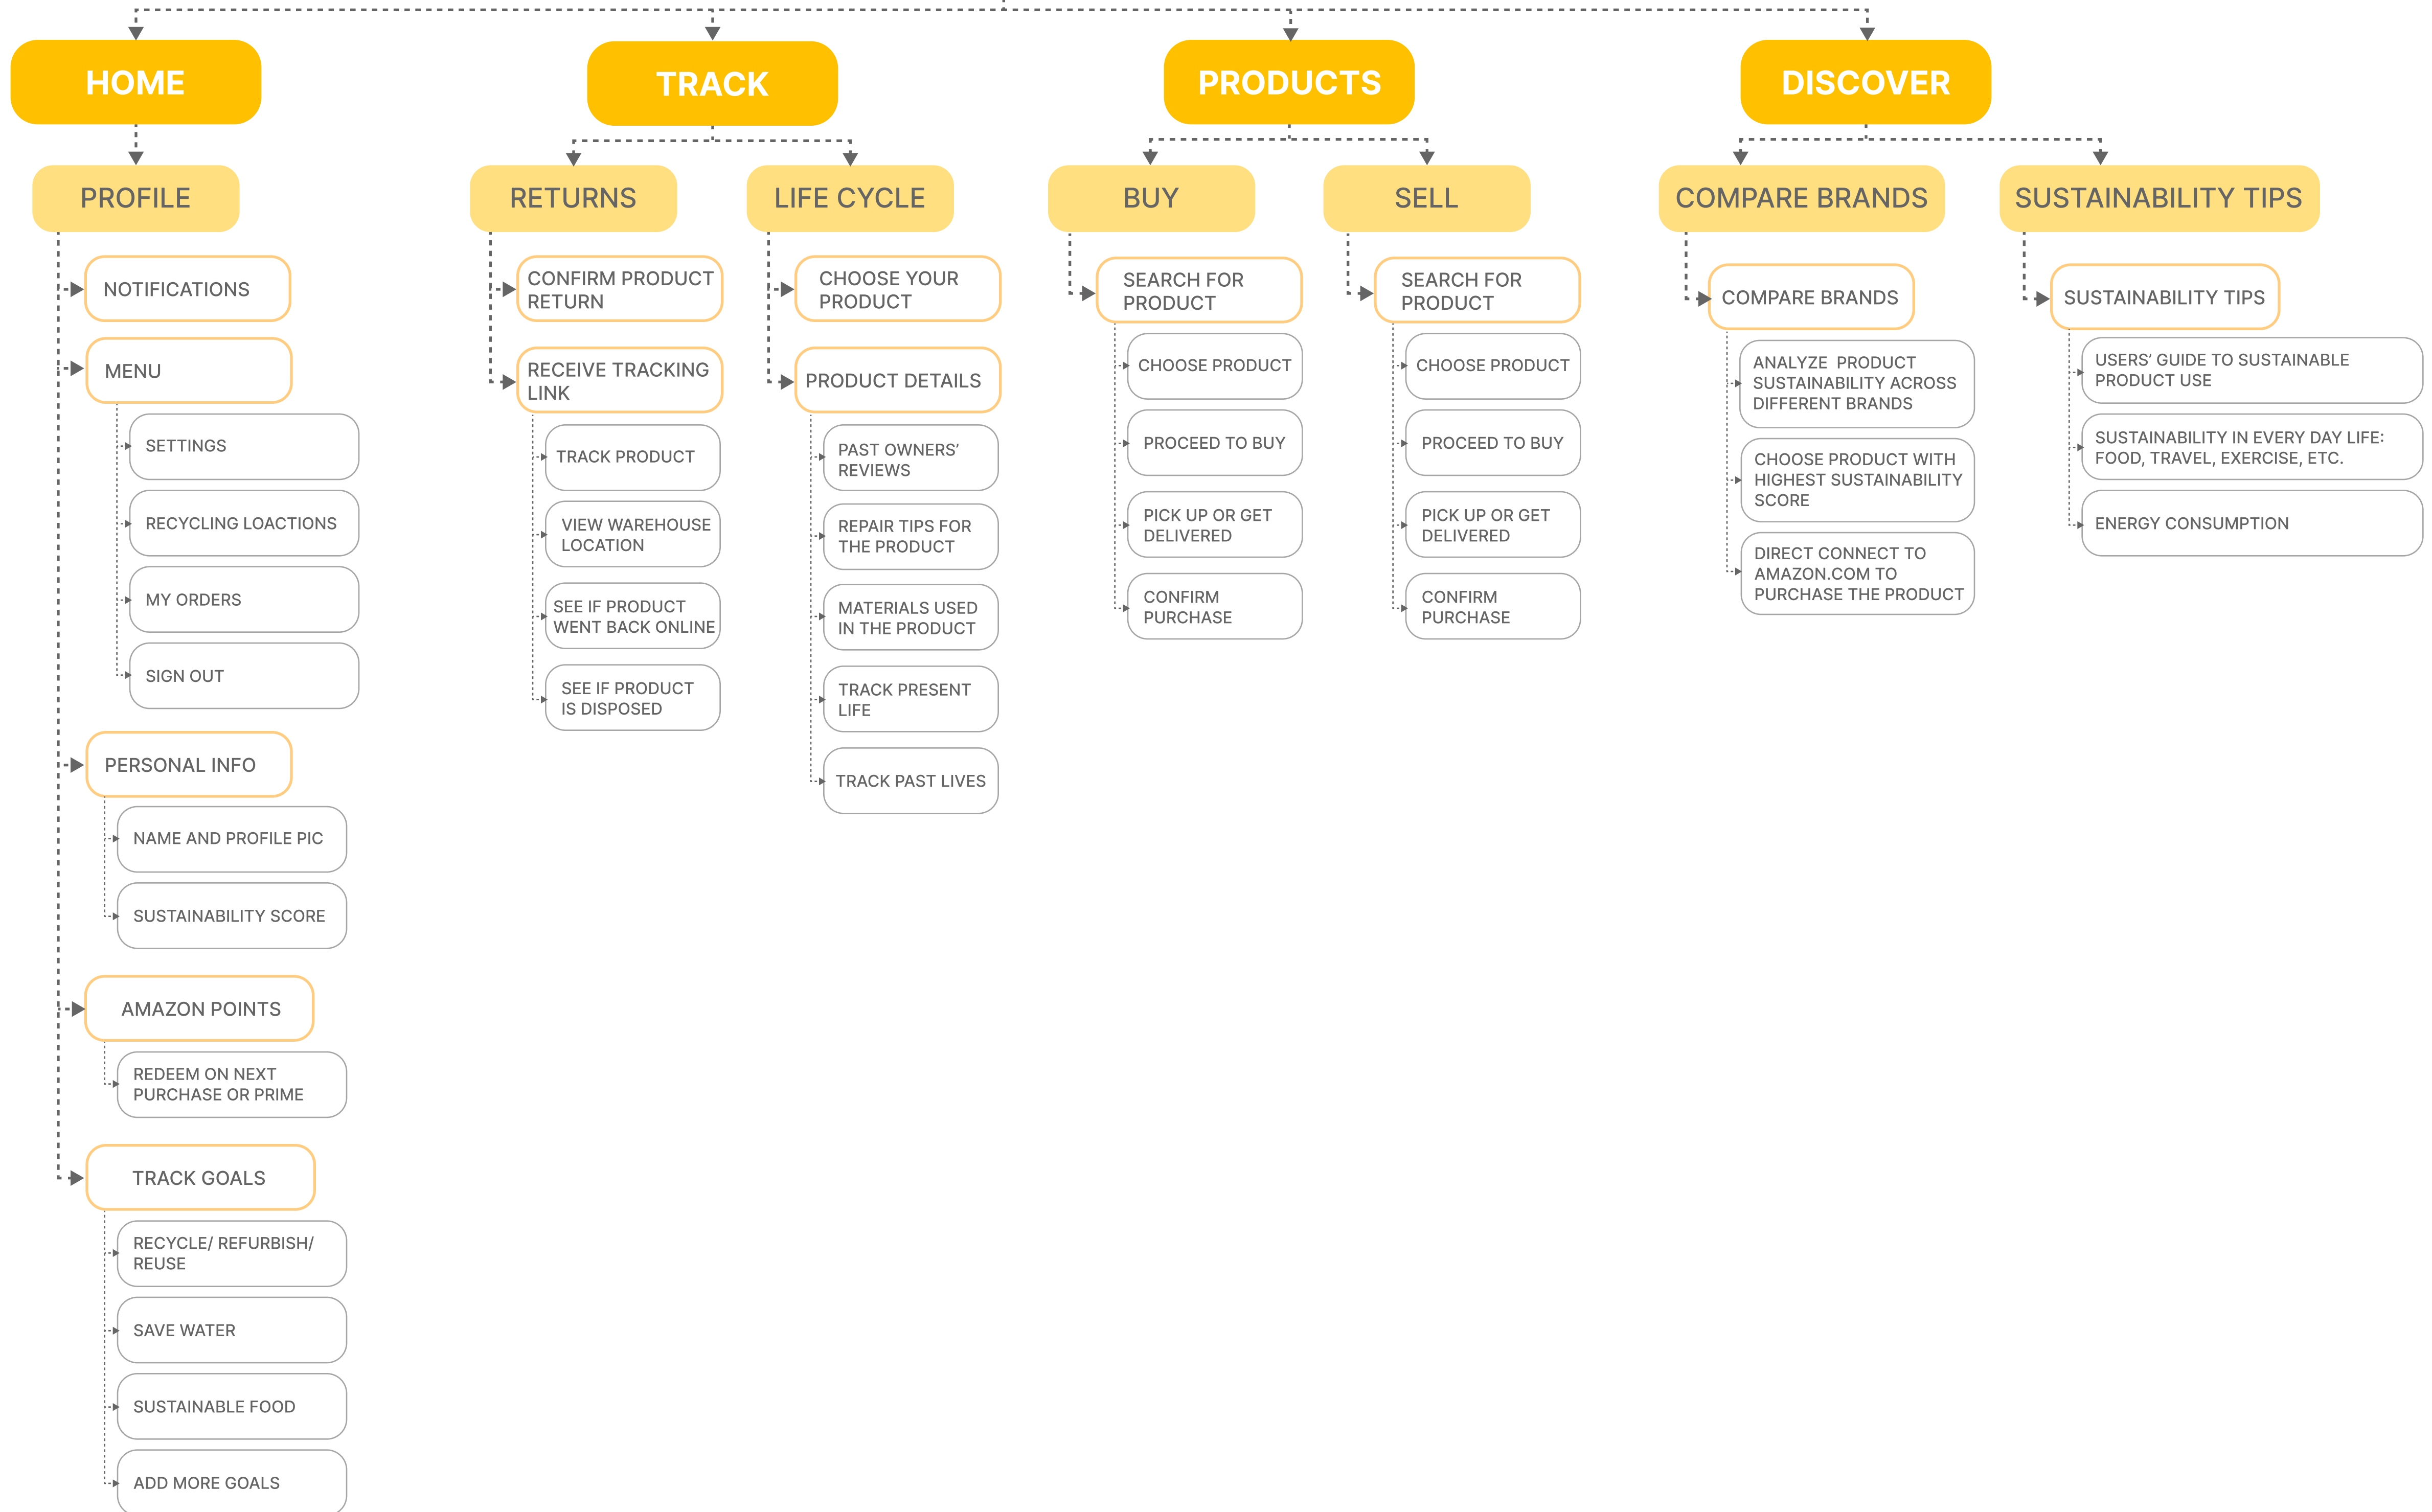 HOME
TRACK
PRODUCTS
DISCOVER
PROFILE
RETURNS
LIFE CYCLE
BUY
SELL
COMPARE BRANDS
SUSTAINABILITY TIPS
NOTIFICATIONS
MENU
SETTINGS
RECYCLING LOACTIONS
MY ORDERS
SIGN OUT
PERSONAL INFO
NAME AND PROFILE PIC
SUSTAINABILITY SCORE
AMAZON POINTS
REDEEM ON NEXT
PURCHASE OR PRIME
TRACK GOALS
RECYCLE/ REFURBISH/
REUSE
SAVE WATER
SUSTAINABLE FOOD
ADD MORE GOALS
CONFIRM PRODUCT
RETURN
RECEIVE TRACKING
LINK
TRACK PRODUCT
VIEW WAREHOUSE
LOCATION
SEE IF PRODUCT
WENT BACK ONLINE
SEE IF PRODUCT
IS DISPOSED
CHOOSE YOUR
PRODUCT
PRODUCT DETAILS
PAST OWNERS’
REVIEWS
REPAIR TIPS FOR
THE PRODUCT
MATERIALS USED
IN THE PRODUCT
TRACK PRESENT
LIFE
TRACK PAST LIVES
SEARCH FOR
PRODUCT
CHOOSE PRODUCT
PROCEED TO BUY
PICK UP OR GET
DELIVERED
CONFIRM
PURCHASE
SEARCH FOR
PRODUCT
CHOOSE PRODUCT
PROCEED TO BUY
PICK UP OR GET
DELIVERED
CONFIRM
PURCHASE
COMPARE BRANDS
ANALYZE  PRODUCT
SUSTAINABILITY ACROSS
DIFFERENT BRANDS
CHOOSE PRODUCT WITH
HIGHEST SUSTAINABILITY
SCORE
DIRECT CONNECT TO
AMAZON.COM TO
PURCHASE THE PRODUCT
SUSTAINABILITY TIPS
USERS’ GUIDE TO SUSTAINABLE
PRODUCT USE
SUSTAINABILITY IN EVERY DAY LIFE:
FOOD, TRAVEL, EXERCISE, ETC.
ENERGY CONSUMPTION